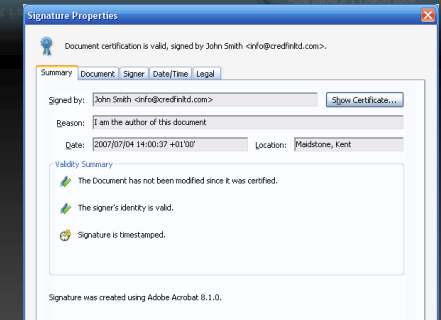 Signature Properties
Document certification is valid, signed by John Smith <info@credfinltd.com>.
Summary Document Signer Date/Time Legal
Signed by: John Smith <info@credfinltd.com> Show Certificate...
Reason: I am the author of this document
Date: 2007/07/04 14:00:37 +01'00' Location: Maidstone, Kent
Validity Summary
The Document has not been modified since it was certified.
The signer's identity is valid.
Signature is timestamped.
Signature was created using Adobe Acrobat 8.1.0.